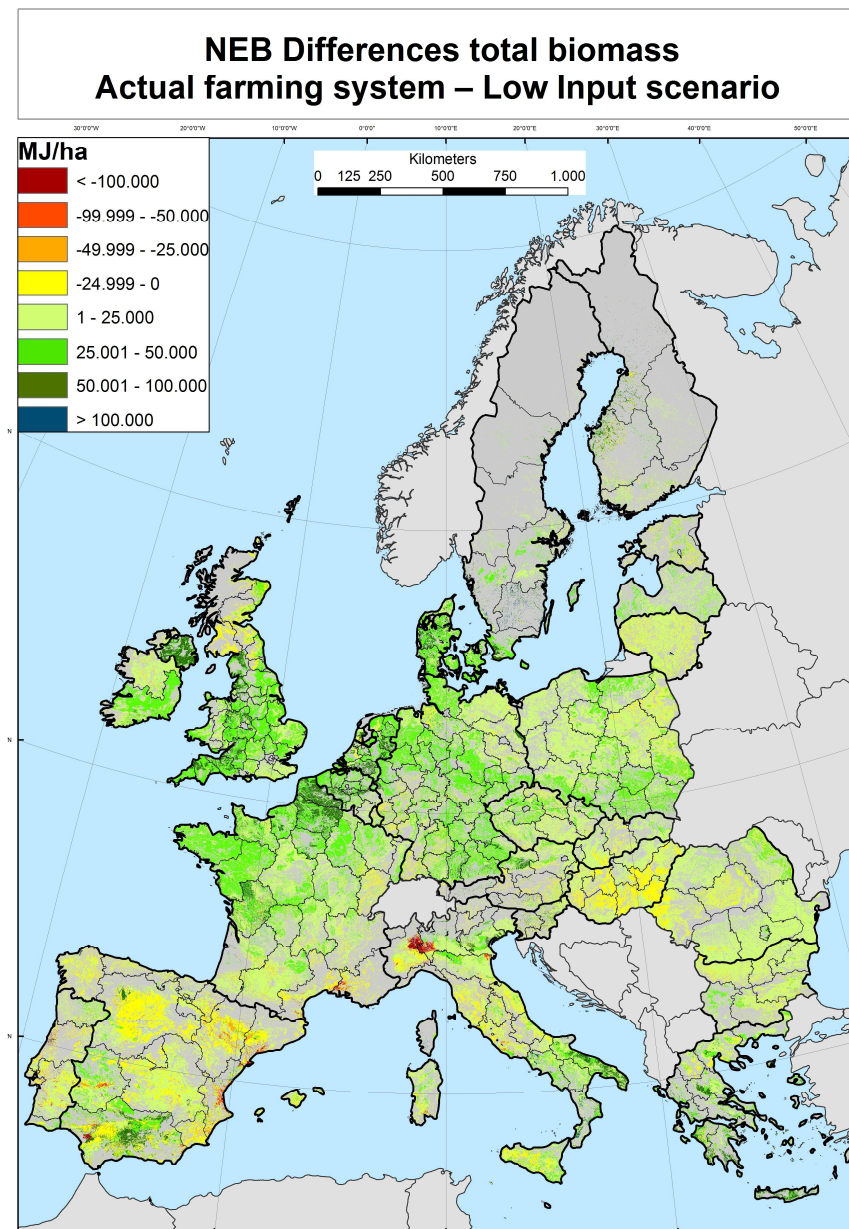 NEB Differences total biomass
Actual farming system – Low Input scenario
30°0'0"W 20°0'0"W 10°0'0"W 0°0'0" 10°0'0"E 20°0'0"E 30°0'0"E 40°0'0"E 50°0'0"E
MJ/ha
< -100.000
-99.999 - -50.000
-49.999 - -25.000
-24.999 - 0
1 - 25.000
25.001 - 50.000
50.001 - 100.000
> 100.000
Kilometers
0 125 250 500 750 1.000
N
N
N